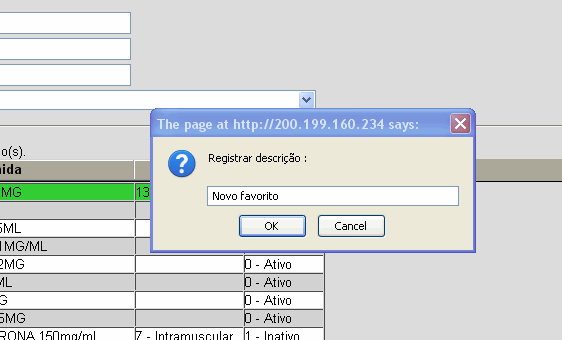 The page at http://200.199.160.234 says:
Registrar descrição :
Novo favorito
OK Cancel
o(s).
ida
MG 13
5ML
1MG/ML
2MG 0 - Ativo
ML 0 - Ativo
G 0 - Ativo
5MG 0 - Ativo
RONA 150mg/ml 7 - Intramuscular 1 - Inativo